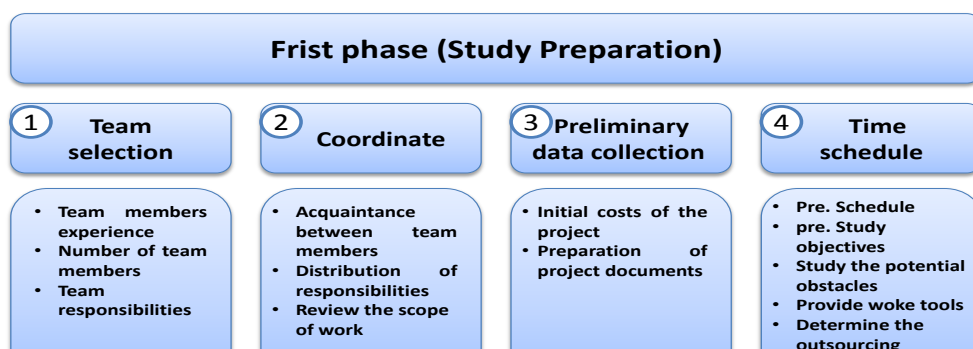 Frist phase (Study Preparation)
1
Team
selection
2
Coordinate
3
Preliminary
data collection
4
Time
schedule
• Team members
experience
• Number of team
members
• Team
responsibilities
• Acquaintance
between team
members
• Distribution of
responsibilities
• Review the scope
of work
• Initial costs of the
project
• Preparation of
project documents
• Pre. Schedule
• pre. Study
objectives
• Study the potential
obstacles
• Provide woke tools
• Determine the
outsourcing